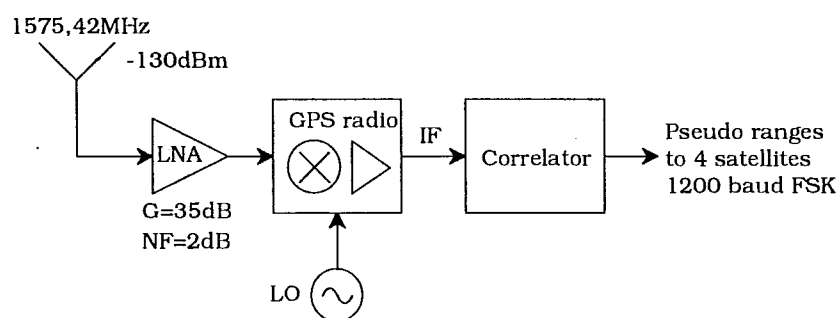 1575,42MHz
-130dBm
LNA
G=35dB
NF=2dB
GPS radio
LO
IF
Correlator
Pseudo ranges
to 4 satellites
1200 baud FSK